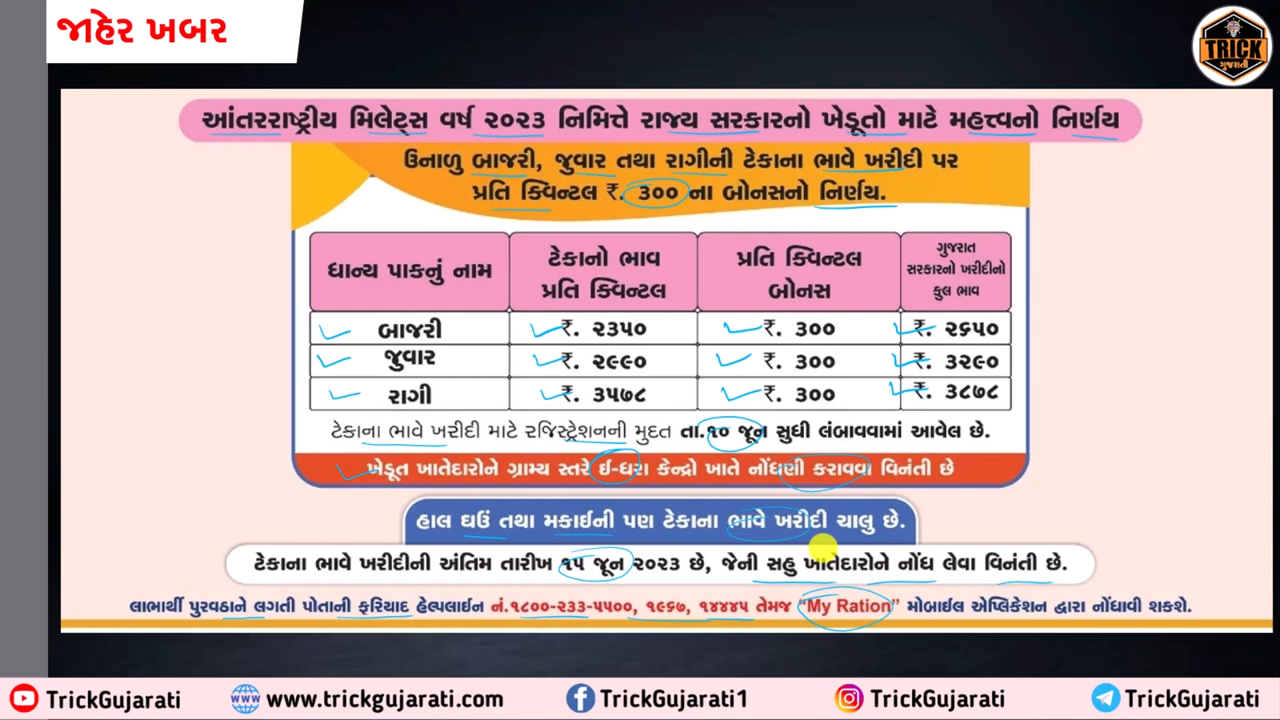 જાહેર ખબર
TRICK
ગુજરાતી
આંતરરાષ્ટ્રીય મિલેટ્સ વર્ષ ૨૦૨૩ નિમિત્તે રાજ્ય સરકારનો ખેડૂતો માટે મહત્ત્વનો નિર્ણય
ઉનાળુ બાજરી, જુવાર તથા રાગીની ટેકાના ભાવે ખરીદી પર
પ્રતિ ક્વિન્ટલ ₹. ૩૦૦ ના બોનસનો નિર્ણય.
ધાન્ય પાકનું નામ
ટેકાનો ભાવ
પ્રતિ ક્વિન્ટલ
પ્રતિ ક્વિન્ટલ
બોનસ
ગુજરાત
સરકારનો ખરીદીનો
કુલ ભાવ
બાજરી ₹. ૨૩૫૦ ₹. ૩૦૦ ₹. ૨૬૫૦
જુવાર ₹. ૨૯૯૦ ₹. ૩૦૦ ₹. ૩૨૯૦
રાગી ₹. ૩૫૭૮ ₹. ૩૦૦ ₹. ૩૮૭૮
ટેકાના ભાવે ખરીદી માટે રજિસ્ટ્રેશનની મુદત તા.૧૦ જૂન સુધી લંબાવવામાં આવેલ છે.
ખેડૂત ખાતેદારોને ગ્રામ્ય સ્તરે ઈ-ધરા કેન્દ્રો ખાતે નોંધણી કરાવવા વિનંતી છે
હાલ ઘઉં તથા મકાઈની પણ ટેકાના ભાવે ખરીદી ચાલુ છે.
ટેકાના ભાવે ખરીદીની અંતિમ તારીખ ૧૫ જૂન ૨૦૨૩ છે, જેની સહુ ખાતેદારોને નોંધ લેવા વિનંતી છે.
લાભાર્થી પુરવઠાને લગતી પોતાની ફરિયાદ હેલ્પલાઈન નં.૧૮૦૦-૨૩૩-૫૫૦૦, ૧૯૬૭, ૧૪૪૪૫ તેમજ “My Ration” મોબાઈલ એપ્લિકેશન દ્વારા નોંધાવી શકશે.
TrickGujarati www.trickgujarati.com TrickGujarati1 TrickGujarati TrickGujarati